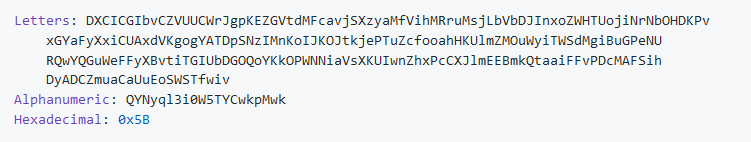 Letters: DXCICGIbvCZVUUCWrJgpKEZGVtdMFcavjSXzyaMfVihMRruMsjLbVbDJInxoZWHTUojiNrNbOHDKPv
xGYaFyXxiCUAxdVKgogYATDpSNzIMnKoIJKOJtkjePTuZcfooahHKUlmZMOuWyiTWSdMgiBuGPeNU
RQwYQGuWeFFyXBvtiTGIUbDGOQoYKkOPWNNiaVsXKUIwnZhxPcCXJlmEEBmkQtaaiFFvPDcMAFSih
DyADCZmuaCaUuEoSWSTfwiv
Alphanumeric: QYNyql3i0W5TYCwkpMwk
Hexadecimal: 0x5B